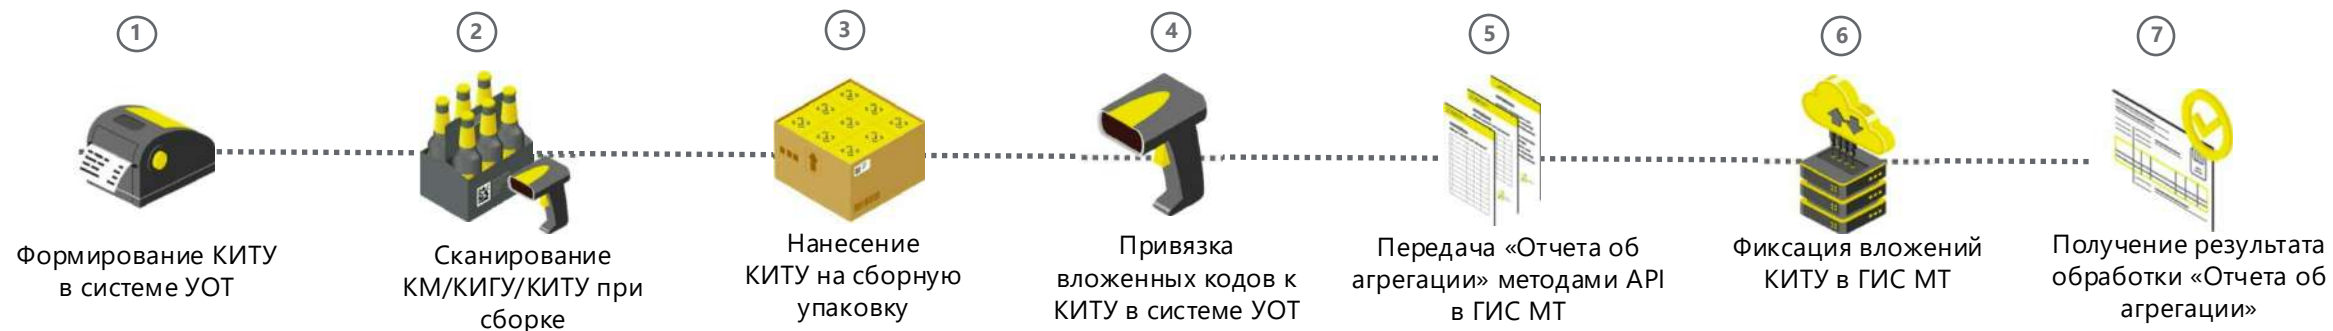 1
Формирование КИТУ
в системе УОТ
2
Сканирование
КМ/КИГУ/КИТУ при
сборке
3
Нанесение
КИТУ на сборную
упаковку
4
Привязка
вложенных кодов к
КИТУ в системе УОТ
5
Передача «Отчета об
агрегации» методами API
в ГИС МТ
6
Фиксация вложений
КИТУ в ГИС МТ
7
Получение результата
обработки «Отчета об
агрегации»